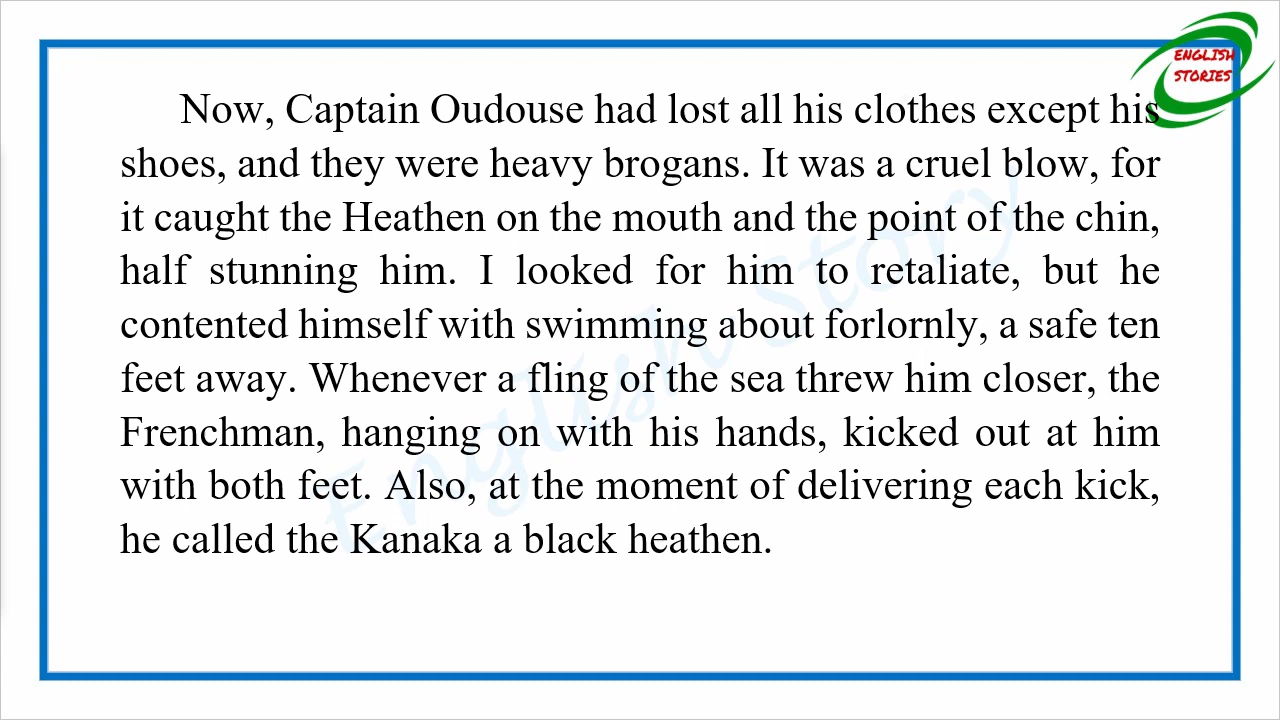 ENGLISH
STORIES
Now, Captain Oudouse had lost all his clothes except his
shoes, and they were heavy brogans. It was a cruel blow, for
it caught the Heathen on the mouth and the point of the chin,
half stunning him. I looked for him to retaliate, but he
contented himself with swimming about forlornly, a safe ten
feet away. Whenever a fling of the sea threw him closer, the
Frenchman, hanging on with his hands, kicked out at him
with both feet. Also, at the moment of delivering each kick,
he called the Kanaka a black heathen.
English Story